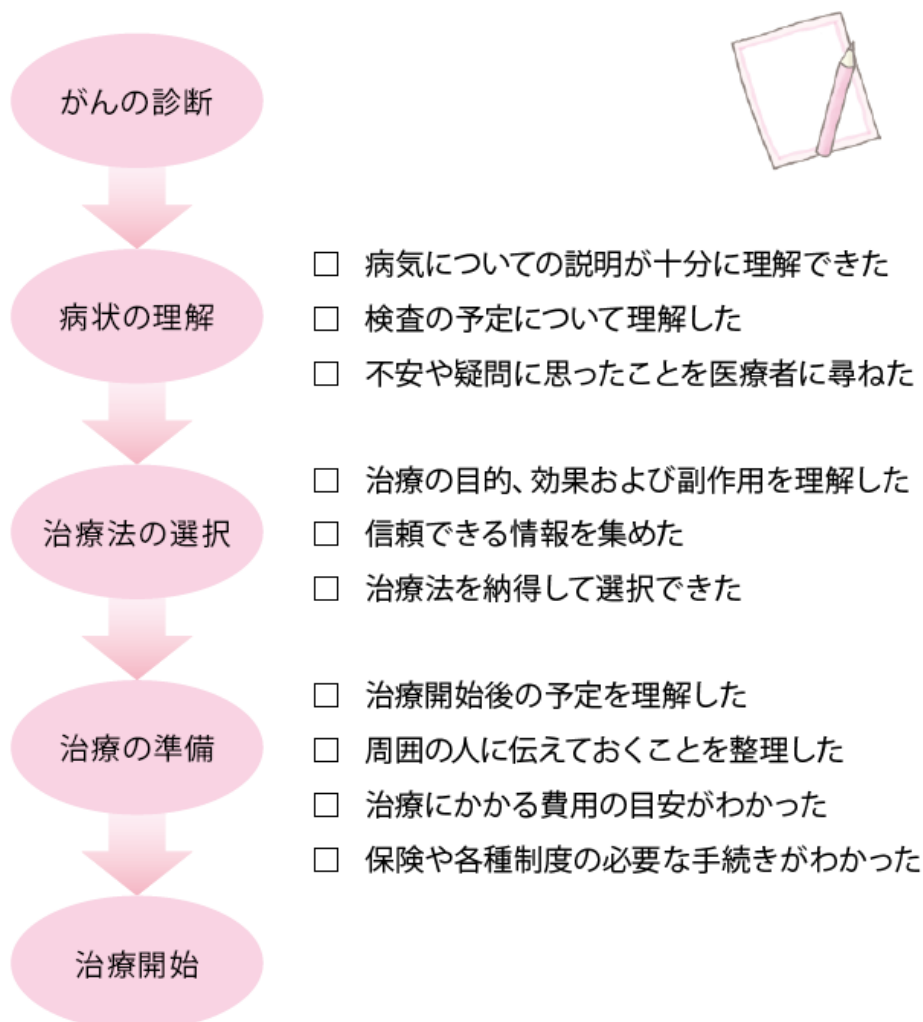 がんの診断
病状の理解
□ 病気についての説明が十分に理解できた
□ 検査の予定について理解した
□ 不安や疑問に思ったことを医療者に尋ねた
治療法の選択
□ 治療の目的、効果および副作用を理解した
□ 信頼できる情報を集めた
□ 治療法を納得して選択できた
治療の準備
□ 治療開始後の予定を理解した
□ 周囲の人に伝えておくことを整理した
□ 治療にかかる費用の目安がわかった
□ 保険や各種制度の必要な手続きがわかった
治療開始